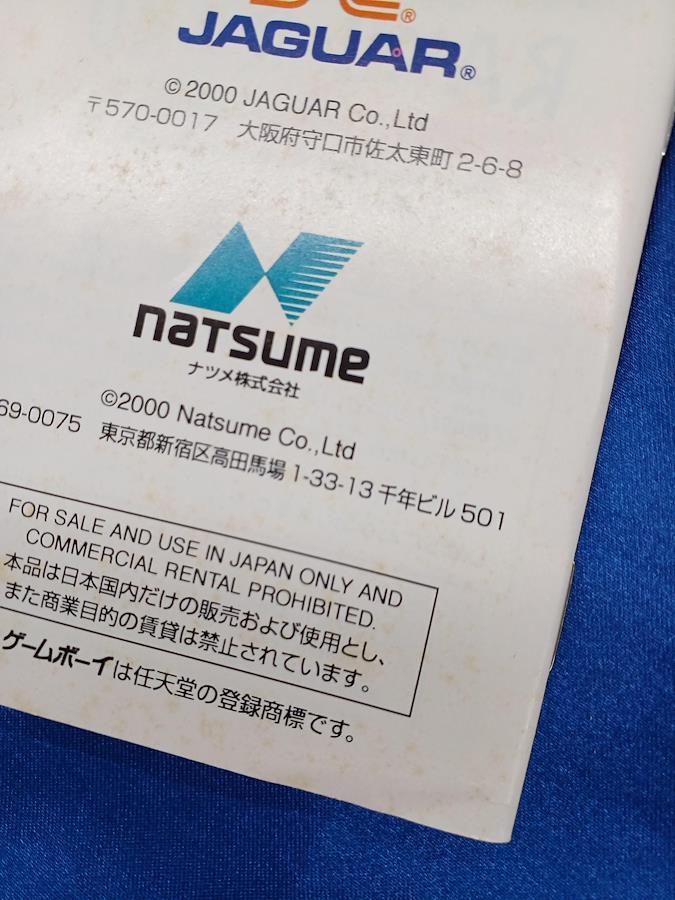 JAGUAR®
©2000 JAGUAR Co.,Ltd
〒570-0017 大阪府守口市佐太東町2-6-8
natsume
ナツメ株式会社
©2000 Natsume Co.,Ltd
69-0075 東京都新宿区高田馬場1-33-13千年ビル501
FOR SALE AND USE IN JAPAN ONLY AND
COMMERCIAL RENTAL PROHIBITED.
本品は日本国内だけの販売および使用とし、
また商業目的の賃貸は禁止されています。
ゲームボーイは任天堂の登録商標です。